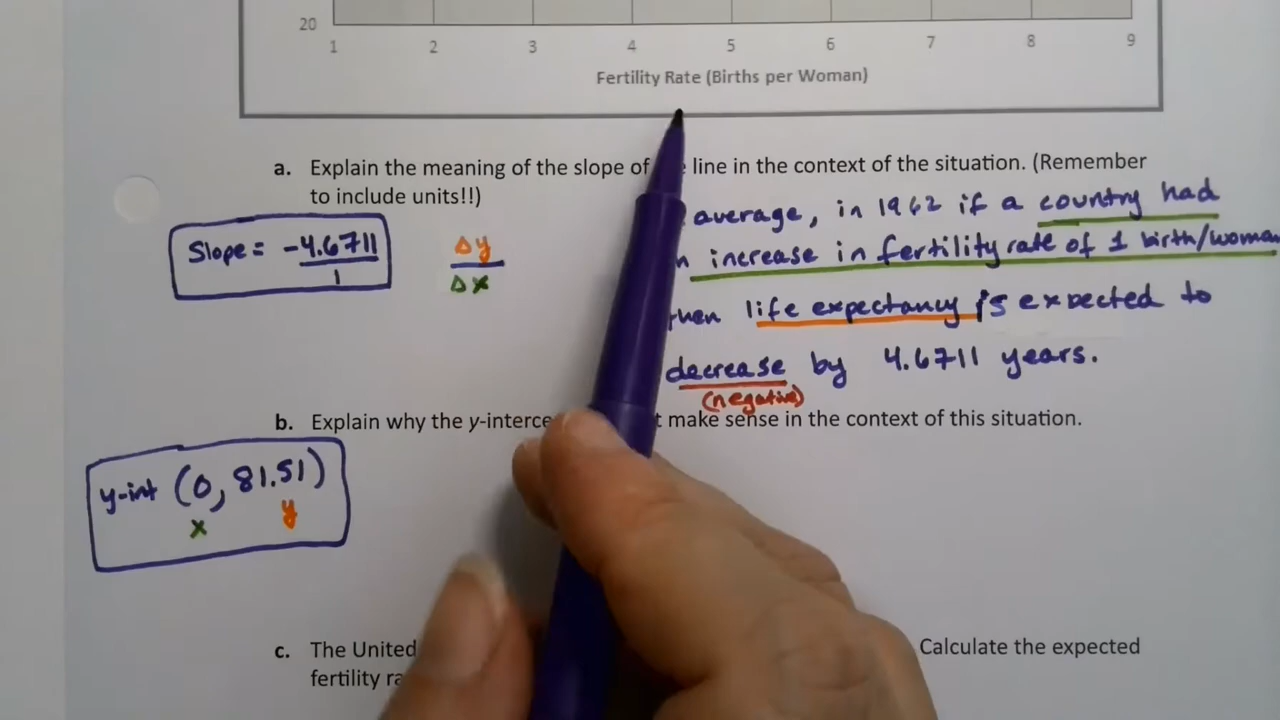 20
1 2 3 4 5 6 7 8 9
Fertility Rate (Births per Woman)
a. Explain the meaning of the slope of line in the context of the situation. (Remember
to include units!!)
average, in 1962 if a country had
increase in fertility rate of 1 birth/woman
then life expectancy is expected to
decrease by 4.6711 years.
(negative)
Slope = -4.6711
1
Δy
Δx
b. Explain why the y-interce make sense in the context of this situation.
y-int (0, 81.51)
x y
c. The United Calculate the expected
fertility ra